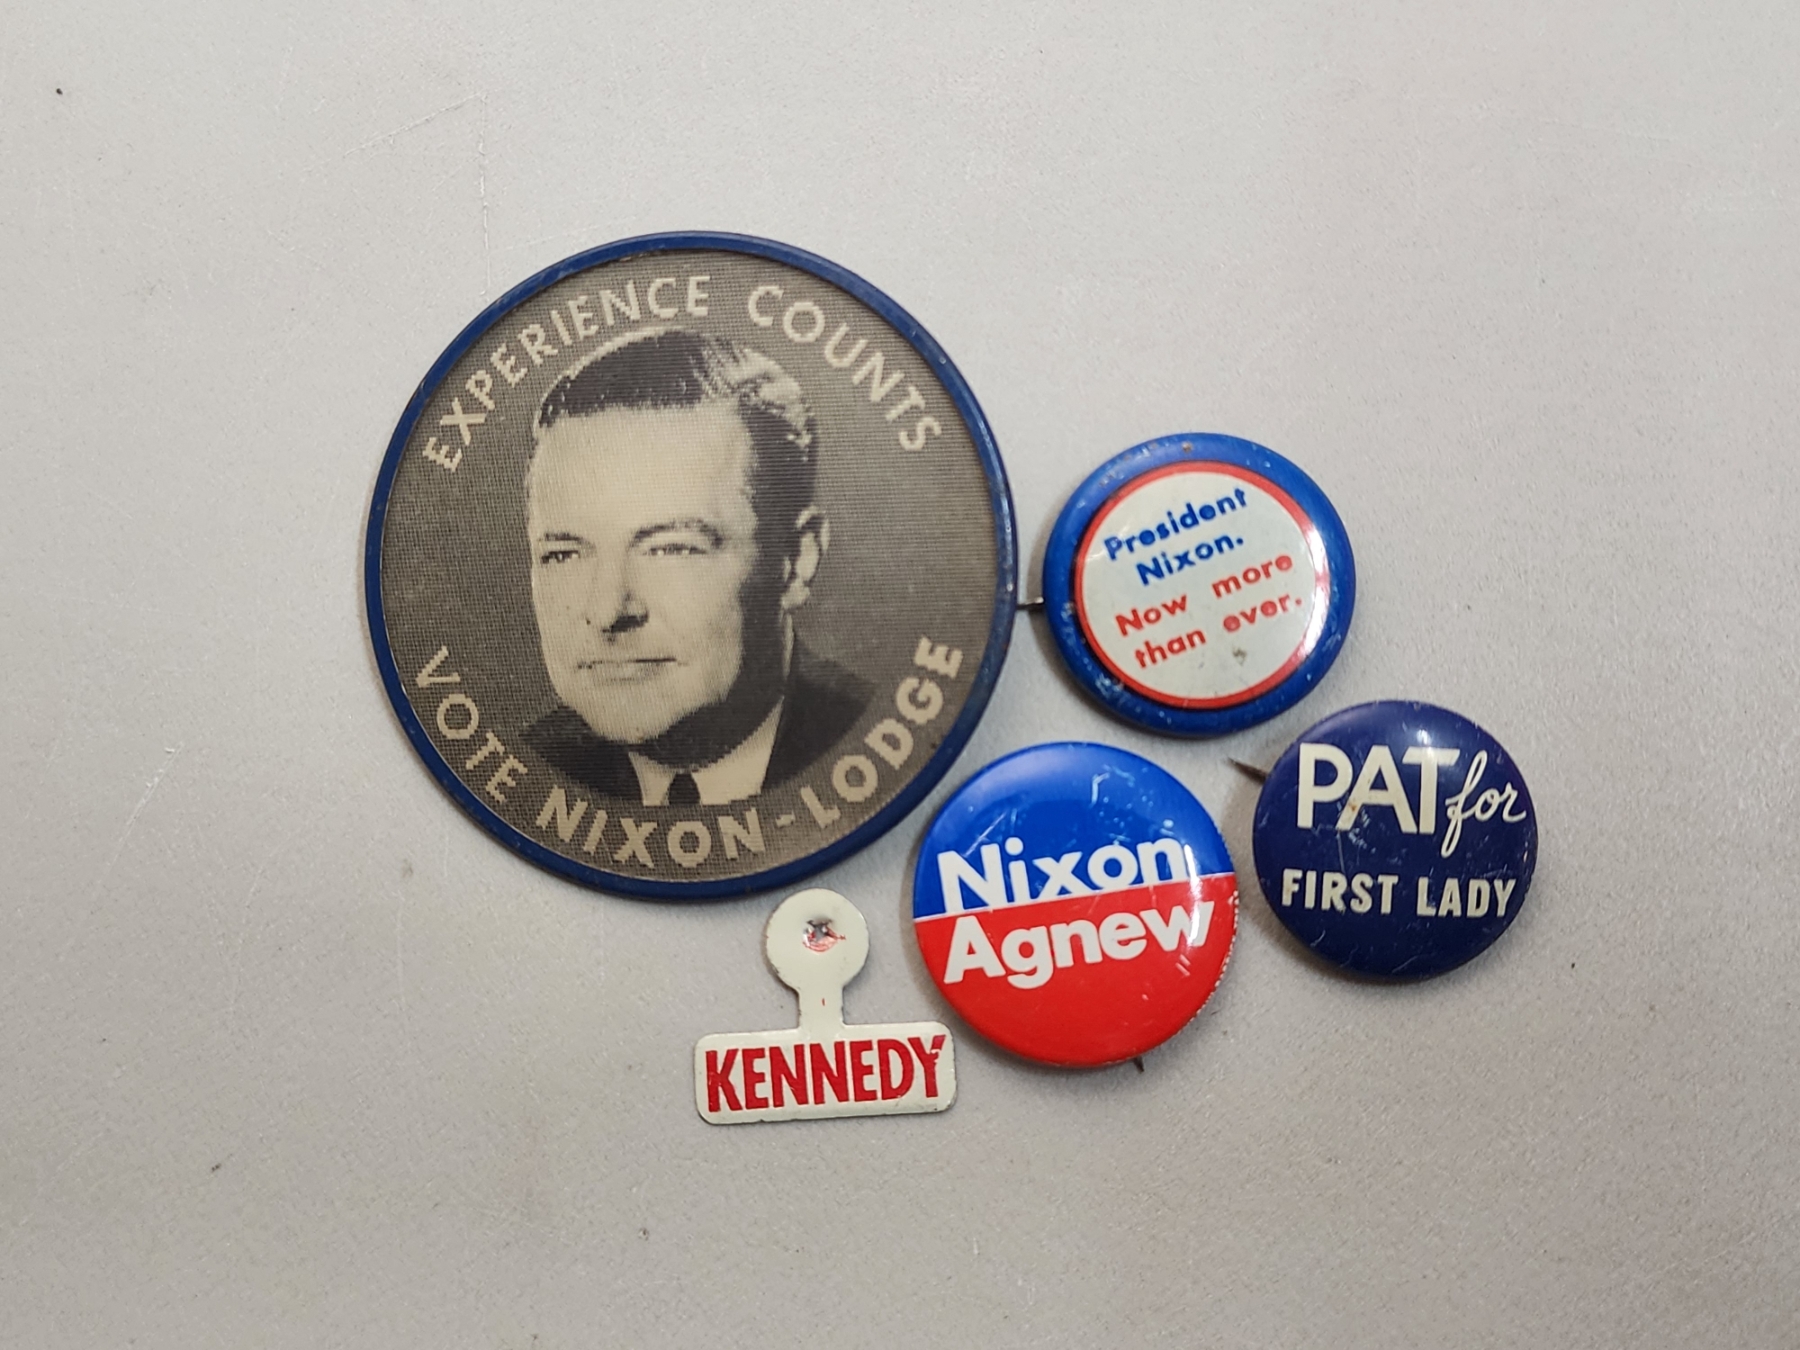 EXPERIENCE COUNTS
VOTE NIXON-LODGE
President
Nixon.
Now more
than ever.
Nixon
Agnew
PAT for
FIRST LADY
KENNEDY